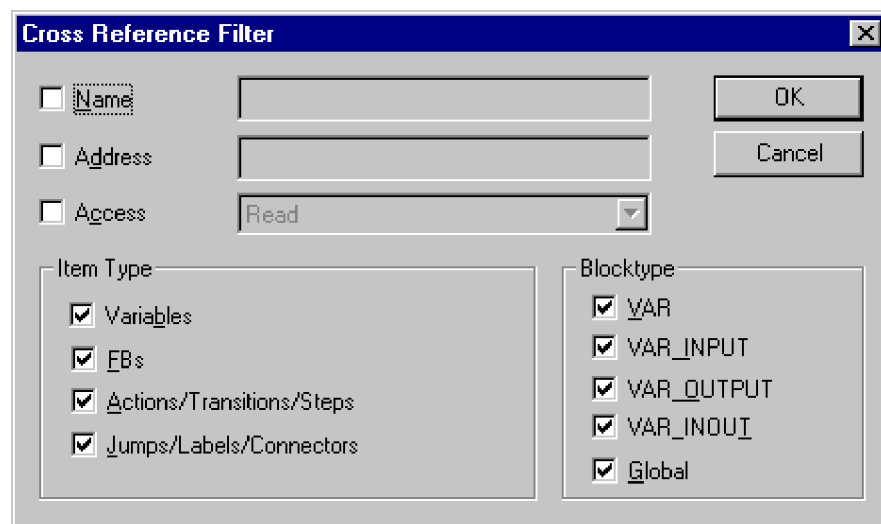 Cross Reference Filter
Name
OK
Address
Cancel
Access
Read
Item Type
Variables
FBs
Actions/Transitions/Steps
Jumps/Labels/Connectors
Blocktype
VAR
VAR_INPUT
VAR_OUTPUT
VAR_INOUT
Global